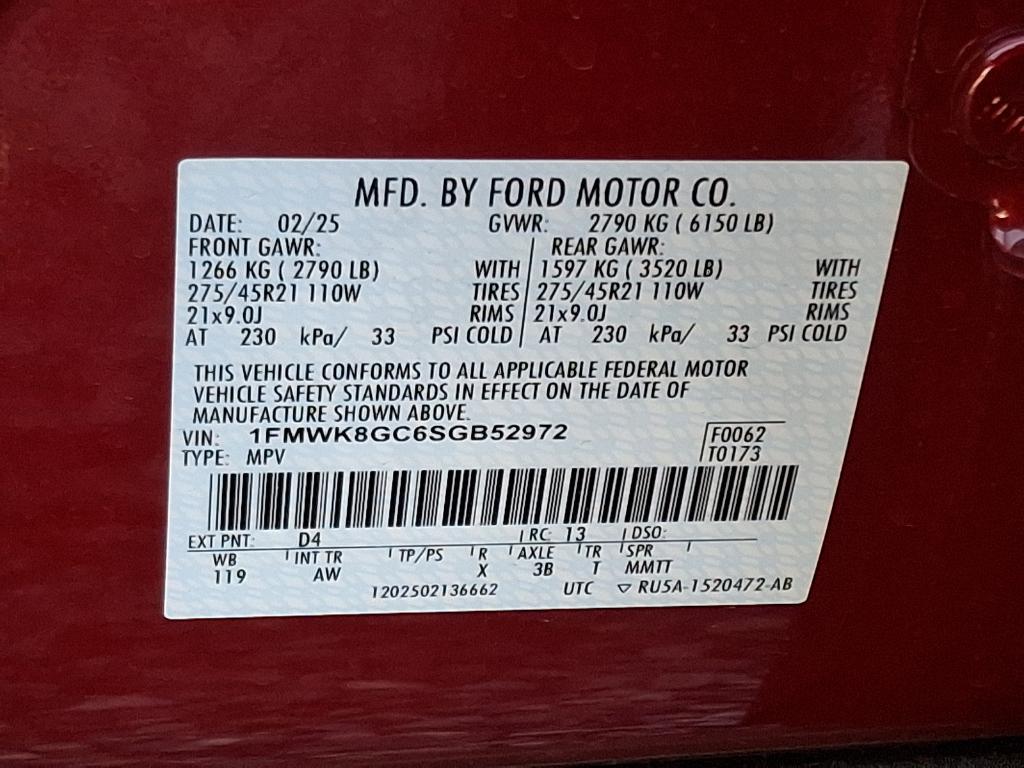 MFD. BY FORD MOTOR CO.
DATE: 02/25 GVWR: 2790 KG ( 6150 LB)
FRONT GAWR: REAR GAWR:
1266 KG ( 2790 LB) WITH 1597 KG ( 3520 LB) WITH
275/45R21 110W TIRES 275/45R21 110W TIRES
21x9.0J RIMS 21x9.0J RIMS
AT 230 kPa/ 33 PSI COLD AT 230 kPa/ 33 PSI COLD
THIS VEHICLE CONFORMS TO ALL APPLICABLE FEDERAL MOTOR
VEHICLE SAFETY STANDARDS IN EFFECT ON THE DATE OF
MANUFACTURE SHOWN ABOVE.
VIN: 1FMWK8GC6SGB52972 F0062
TYPE: MPV T0173
EXT PNT: D4 RC: 13 DSO:
WB INT TR TP/PS R AXLE TR SPR
119 AW X 3B T MMTT
1202502136662 UTC ▽ RU5A-1520472-AB